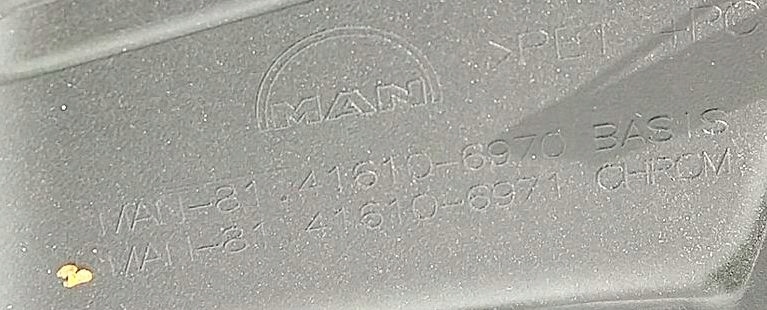 MAN
>PET+PC
MAN-81.41610-6970 BASIS
MAN-81.41610-6971 CHROM